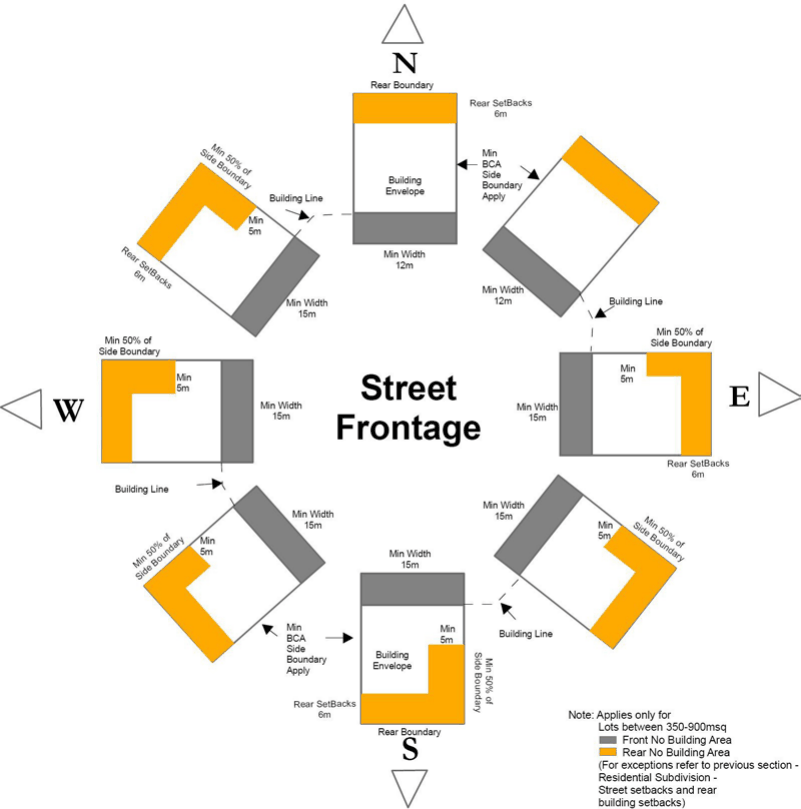 N
Rear Boundary
Rear SetBacks
6m
Min
BCA
Side
Boundary
Apply
Building
Envelope
Min Width
12m
Min 50% of
Side Boundary
Building Line
Min
5m
Rear SetBacks
6m
Min Width
15m
Min Width
12m
Building Line
Min 50% of
Side Boundary
Min
5m
Min Width
15m
W
Street
Frontage
Min 50% of
Side Boundary
Min
5m
Min Width
15m
E
Rear SetBacks
6m
Building Line
Min Width
15m
Min 50% of
Side Boundary
Min
5m
Min Width
15m
Min
5m
Min 50% of
Side Boundary
Min Width
15m
Min
BCA
Side
Boundary
Apply
Building Line
Min
5m
Building
Envelope
Min 50% of
Side Boundary
Rear SetBacks
6m
Rear Boundary
S
Note: Applies only for
Lots between 350-900msq
Front No Building Area
Rear No Building Area
(For exceptions refer to previous section -
Residential Subdivision -
Street setbacks and rear
building setbacks)